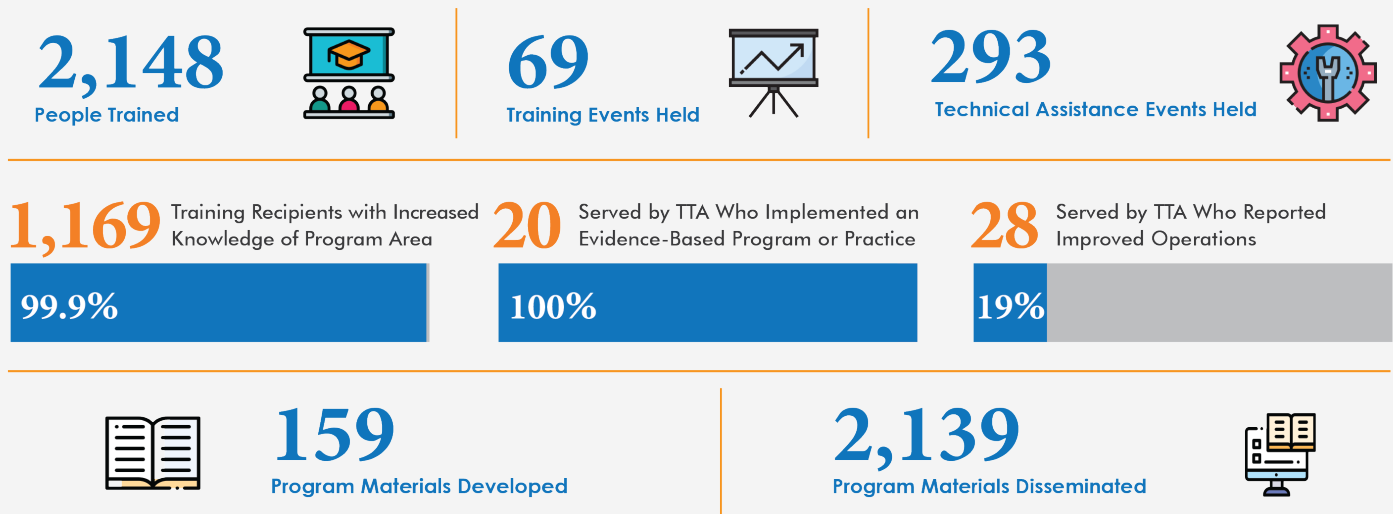 2,148
People Trained
69
Training Events Held
293
Technical Assistance Events Held
1,169
Training Recipients with Increased
Knowledge of Program Area
99.9%
20
Served by TTA Who Implemented an
Evidence-Based Program or Practice
100%
28
Served by TTA Who Reported
Improved Operations
19%
159
Program Materials Developed
2,139
Program Materials Disseminated